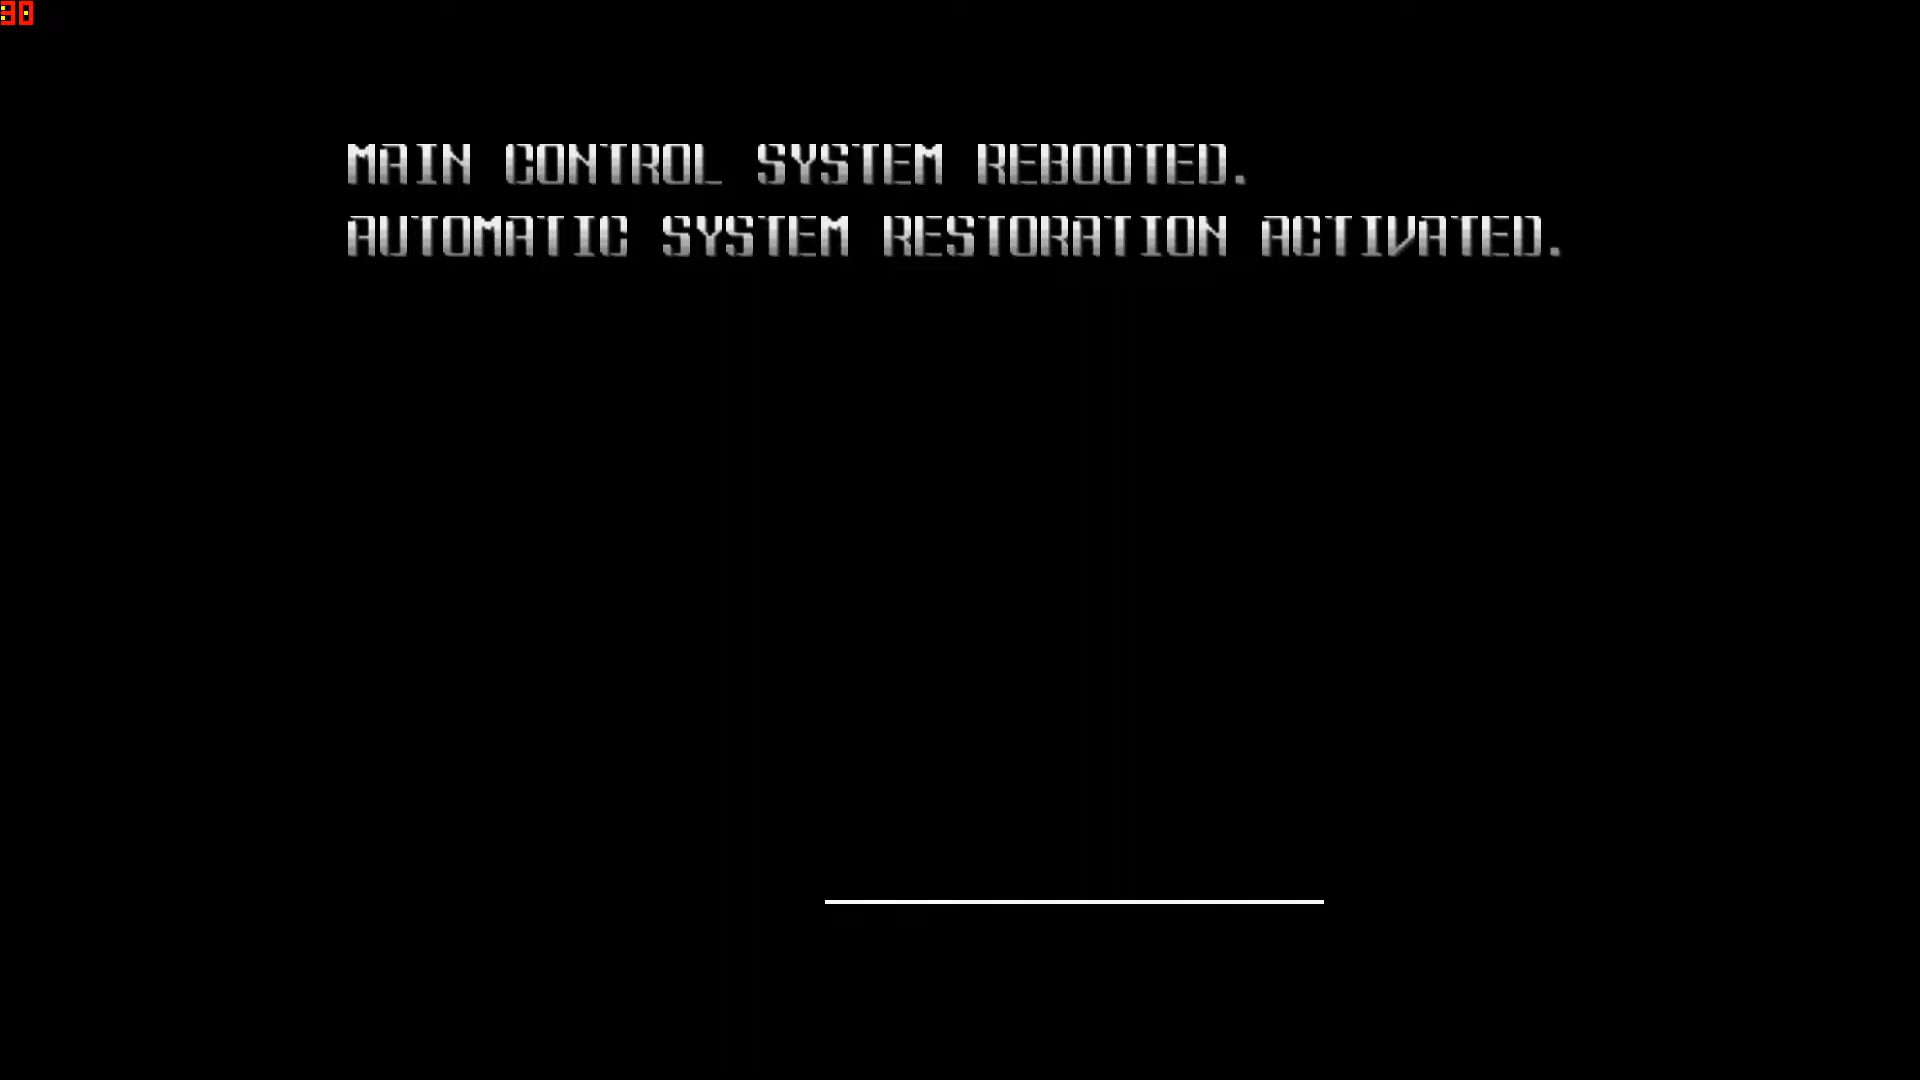 30
MAIN CONTROL SYSTEM REBOOTED.
AUTOMATIC SYSTEM RESTORATION ACTIVATED.